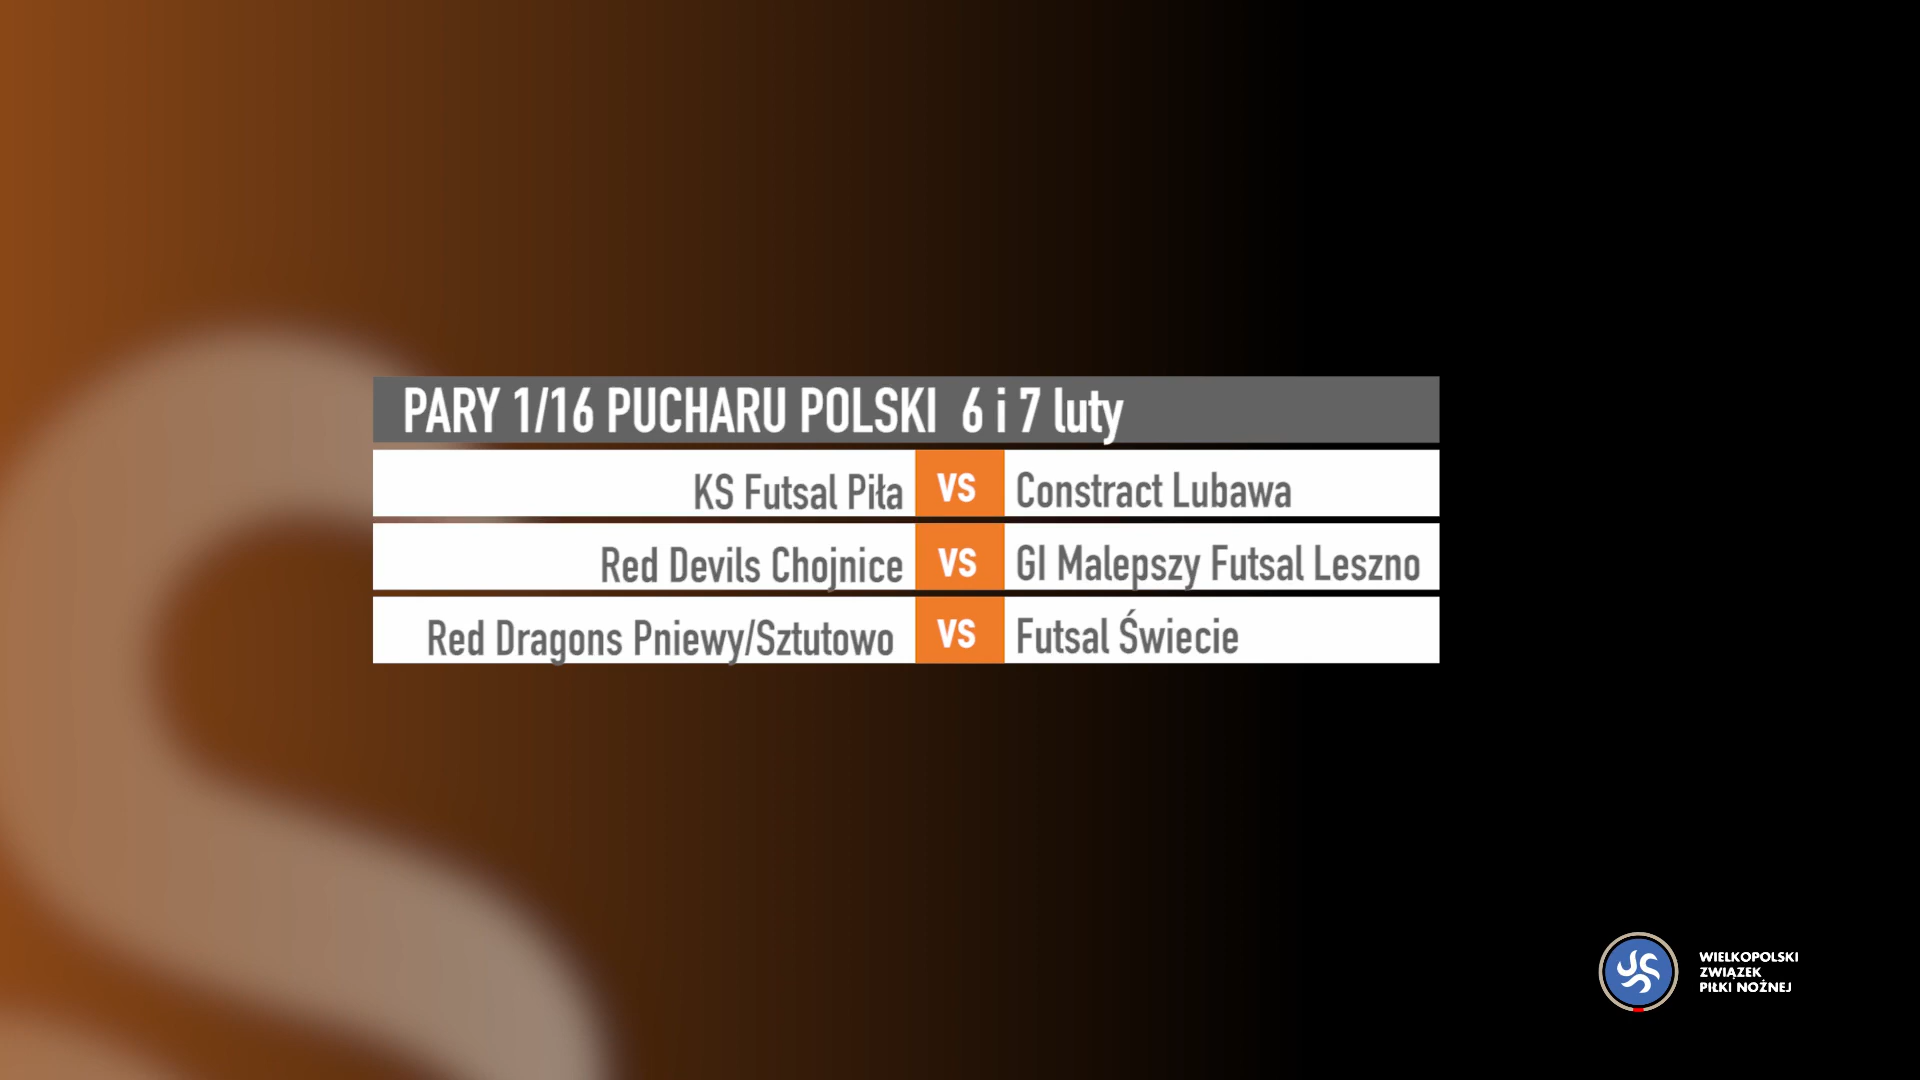 PARY 1/16 PUCHARU POLSKI 6 i 7 luty
KS Futsal Piła VS Constract Lubawa
Red Devils Chojnice VS GI Malepszy Futsal Leszno
Red Dragons Pniewy/Sztutowo VS Futsal Świecie
WIELKOPOLSKI
ZWIĄZEK
PIŁKI NOŻNEJ